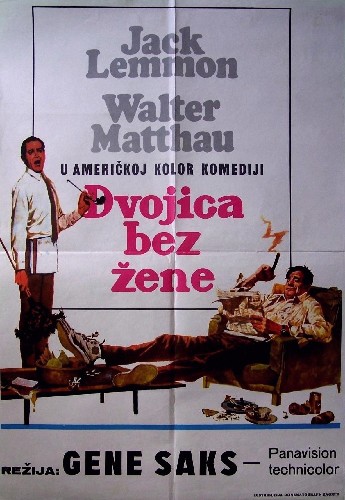 Jack
Lemmon
Walter
Matthau
U AMERIČKOJ KOLOR KOMEDIJI
Dvojica
bez
žene
REŽIJA: GENE SAKS — Panavision
technicolor